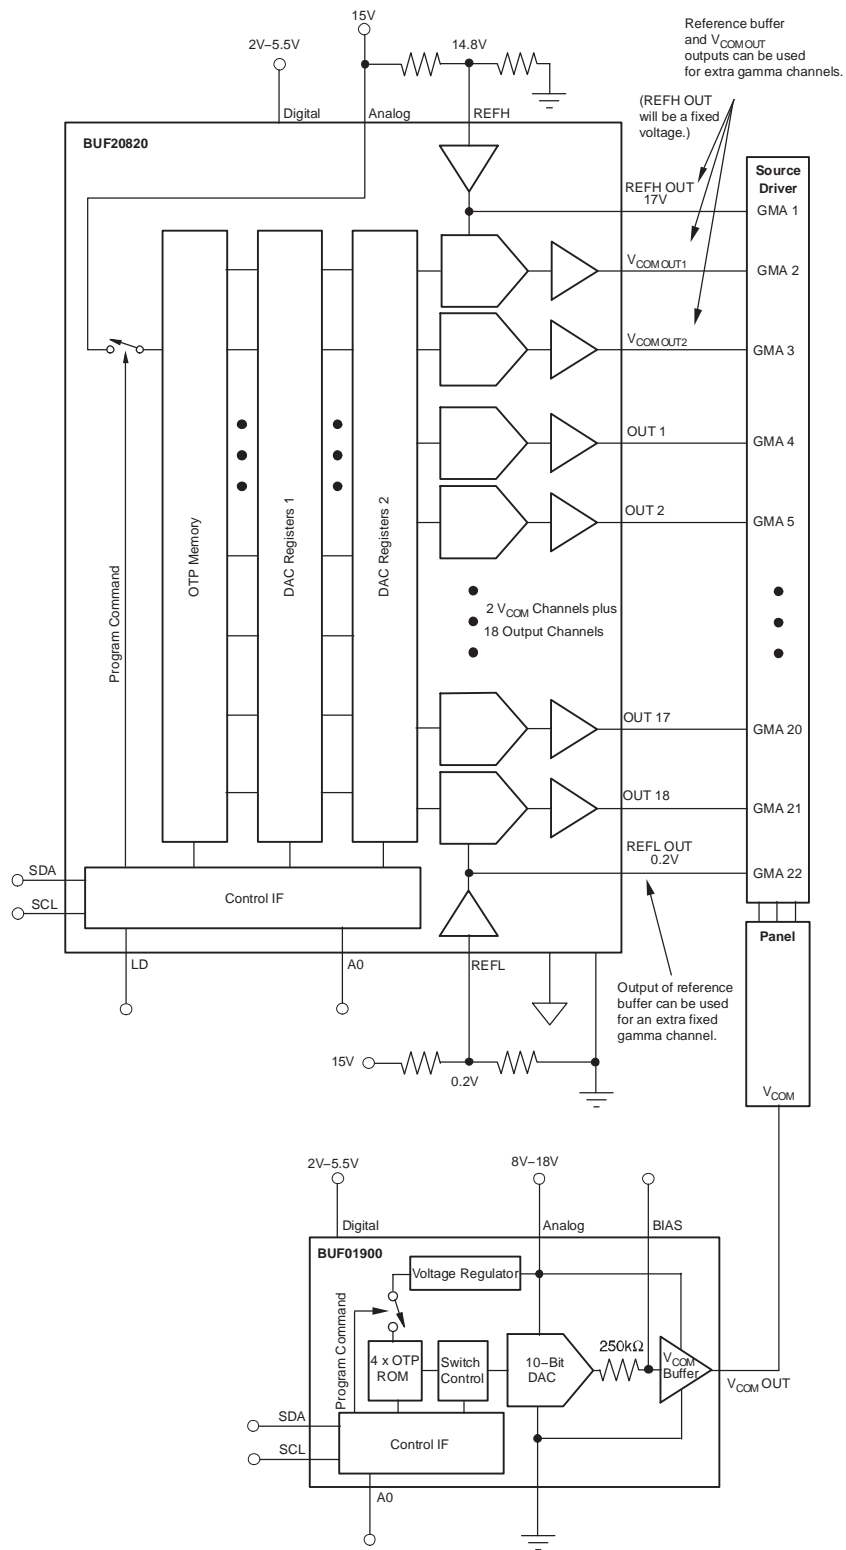 15V
2V–5.5V
14.8V
Reference buffer
and VCOMOUT
outputs can be used
for extra gamma channels.
(REFH OUT
will be a fixed
voltage.)
Digital
Analog
REFH
BUF20820
Source
Driver
REFH OUT
17V
GMA 1
VCOMOUT1
GMA 2
VCOMOUT2
GMA 3
OUT 1
GMA 4
OUT 2
GMA 5
Program Command
OTP Memory
DAC Registers 1
DAC Registers 2
2 VCOM Channels plus
18 Output Channels
OUT 17
GMA 20
OUT 18
GMA 21
REFL OUT
0.2V
GMA 22
SDA
SCL
Control IF
Panel
LD
A0
REFL
Output of reference
buffer can be used
for an extra fixed
gamma channel.
15V
0.2V
VCOM
2V–5.5V
8V–18V
Digital
Analog
BIAS
BUF01900
Voltage Regulator
Program Command
250kΩ
4 x OTP
ROM
Switch
Control
10–Bit
DAC
VCOM
Buffer
VCOM OUT
SDA
SCL
Control IF
A0